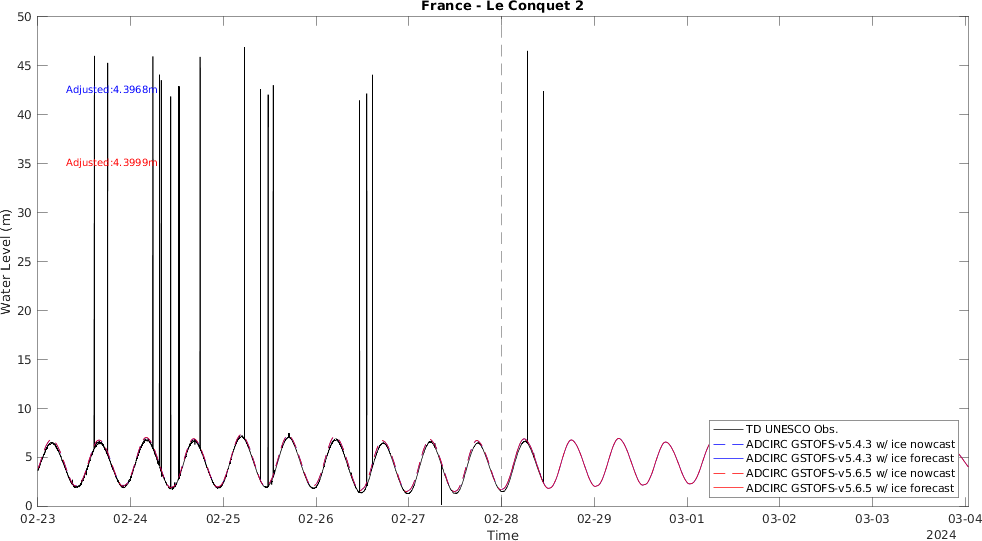 France - Le Conquet 2
50
45
40
35
30
25
20
15
10
5
0
Water Level (m)
Adjusted:4.3968m
Adjusted:4.3999m
TD UNESCO Obs.
ADCIRC GSTOFS-v5.4.3 w/ ice nowcast
ADCIRC GSTOFS-v5.4.3 w/ ice forecast
ADCIRC GSTOFS-v5.6.5 w/ ice nowcast
ADCIRC GSTOFS-v5.6.5 w/ ice forecast
02-23 02-24 02-25 02-26 02-27 02-28 02-29 03-01 03-02 03-03 03-04
Time
2024